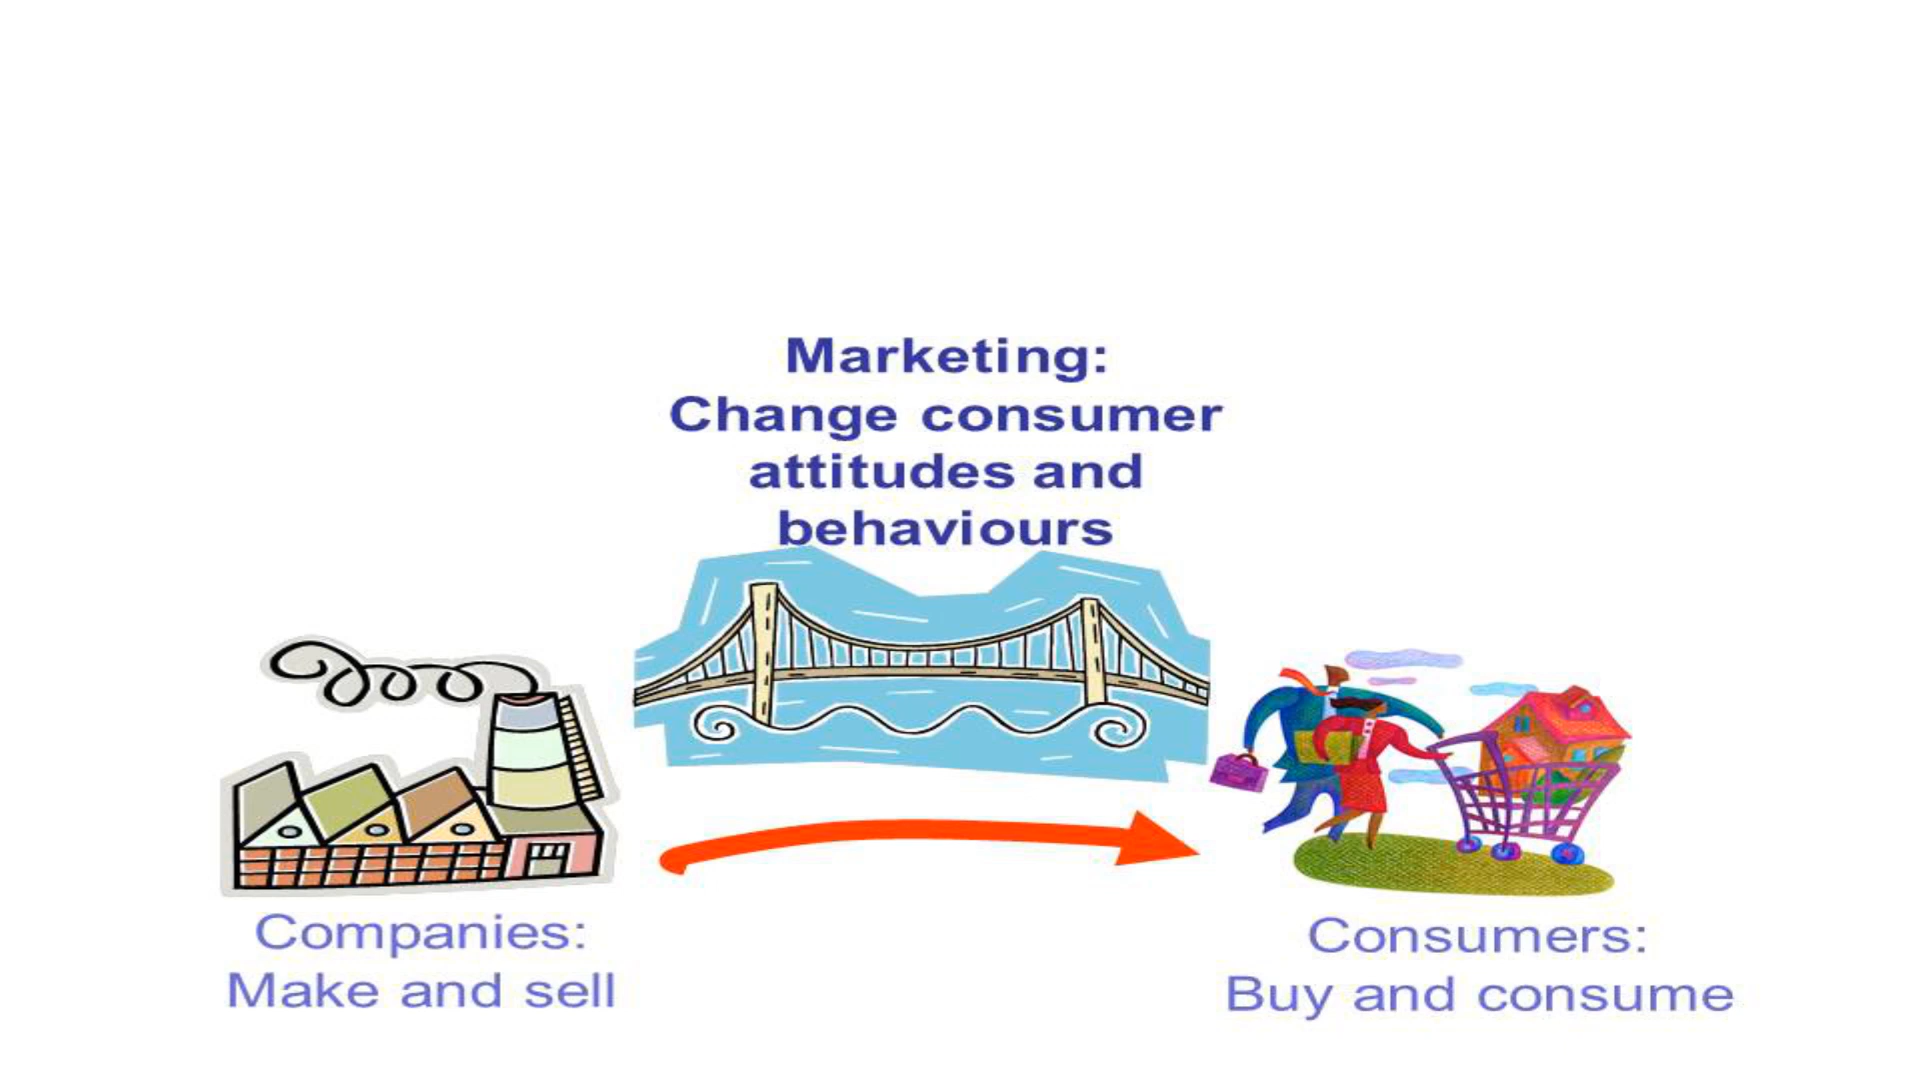 Marketing:
Change consumer
attitudes and
behaviours
Companies:
Make and sell
Consumers:
Buy and consume